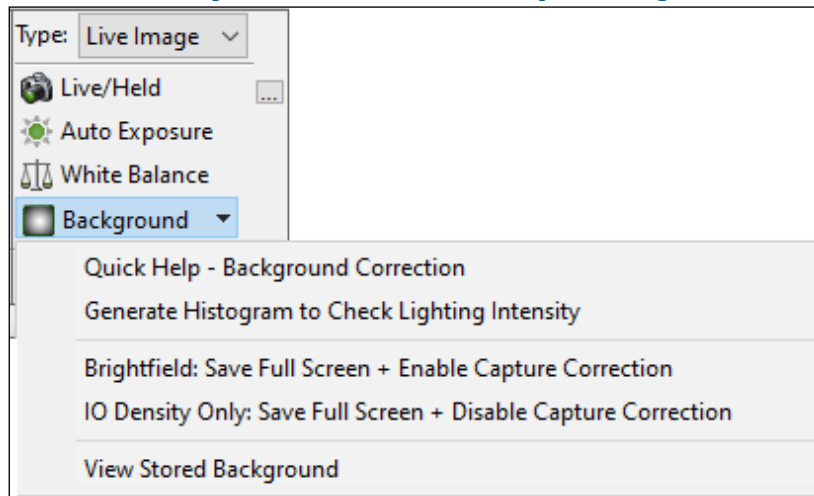 Type: Live Image
Live/Held ...
Auto Exposure
White Balance
Background
Quick Help - Background Correction
Generate Histogram to Check Lighting Intensity
Brightfield: Save Full Screen + Enable Capture Correction
IO Density Only: Save Full Screen + Disable Capture Correction
View Stored Background